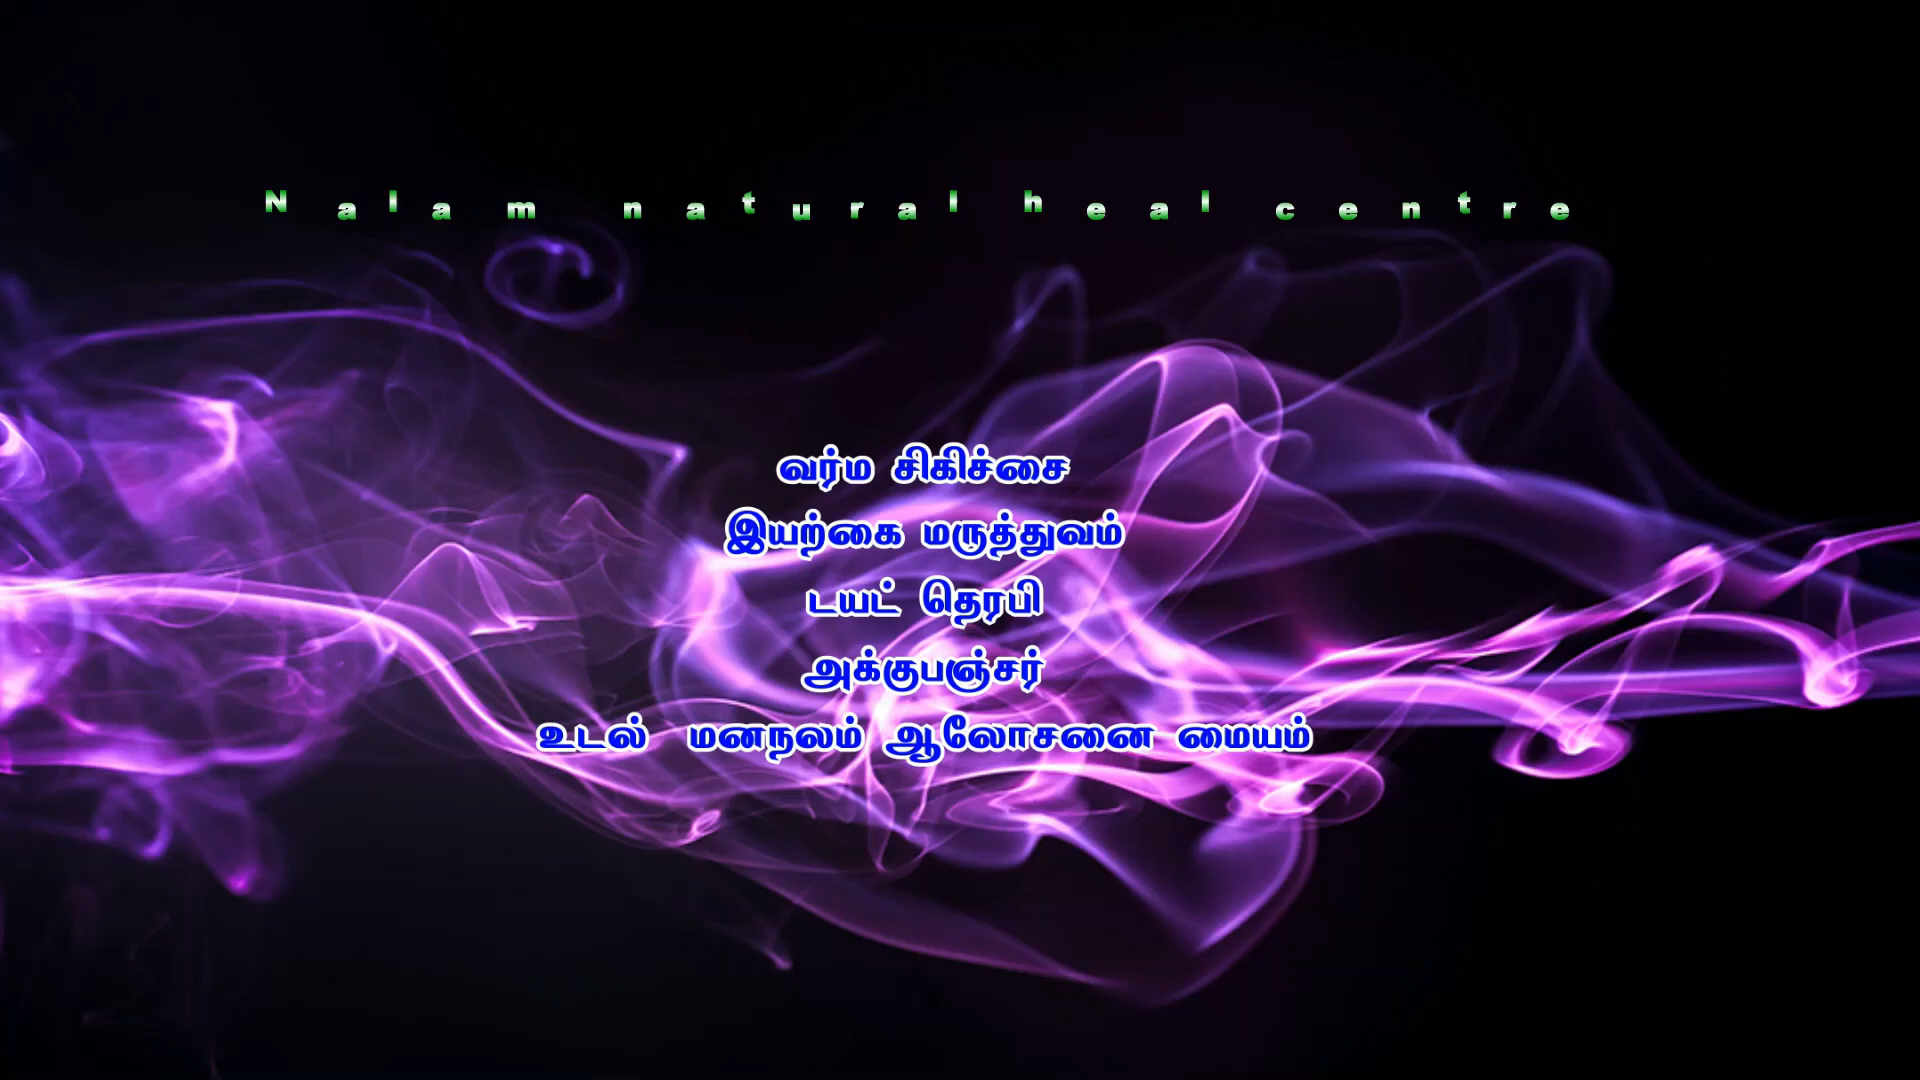 Nalam natural heal centre
வர்ம சிகிச்சை
இயற்கை மருத்துவம்
டயட் தெரபி
அக்குபஞ்சர்
உடல் மனநலம் ஆலோசனை மையம்